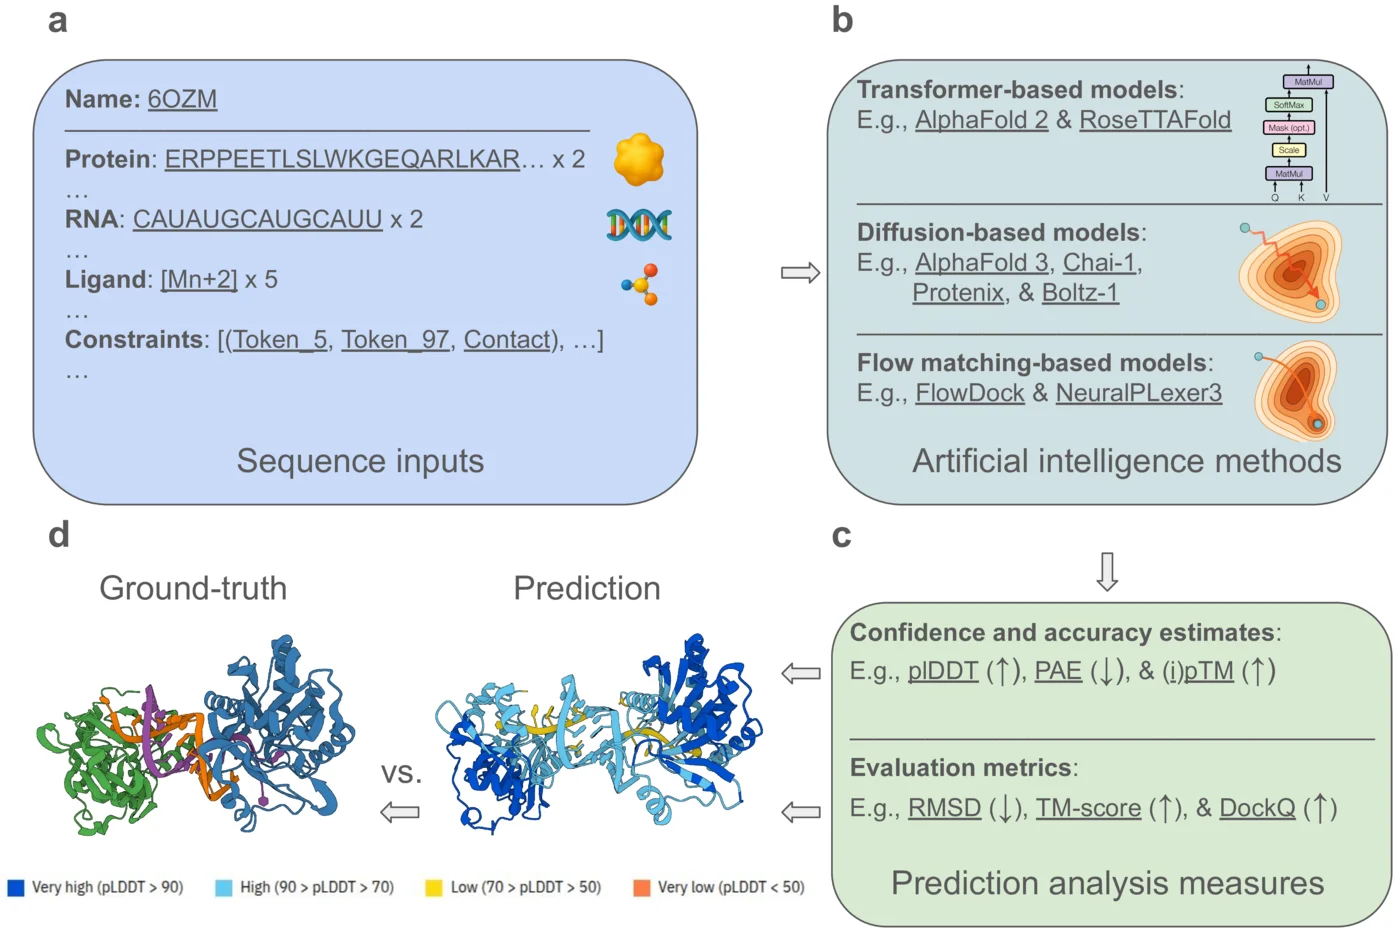 a
Name: 6OZM
Protein: ERPPEETLSLWKGEQARLKAR… x 2
…
RNA: CAUAUGCAUGCAUU x 2
…
Ligand: [Mn+2] x 5
…
Constraints: [(Token_5, Token_97, Contact), …]
…
Sequence inputs
b
Transformer-based models:
E.g., AlphaFold 2 & RoseTTAFold
MatMul
SoftMax
Mask (opt.)
Scale
MatMul
Q K V
Diffusion-based models:
E.g., AlphaFold 3, Chai-1,
Protenix, & Boltz-1
Flow matching-based models:
E.g., FlowDock & NeuralPLexer3
Artificial intelligence methods
c
Confidence and accuracy estimates:
E.g., plDDT (↑), PAE (↓), & (i)pTM (↑)
Evaluation metrics:
E.g., RMSD (↓), TM-score (↑), & DockQ (↑)
Prediction analysis measures
d
Ground-truth
Prediction
vs.
Very high (pLDDT > 90)
High (90 > pLDDT > 70)
Low (70 > pLDDT > 50)
Very low (pLDDT < 50)